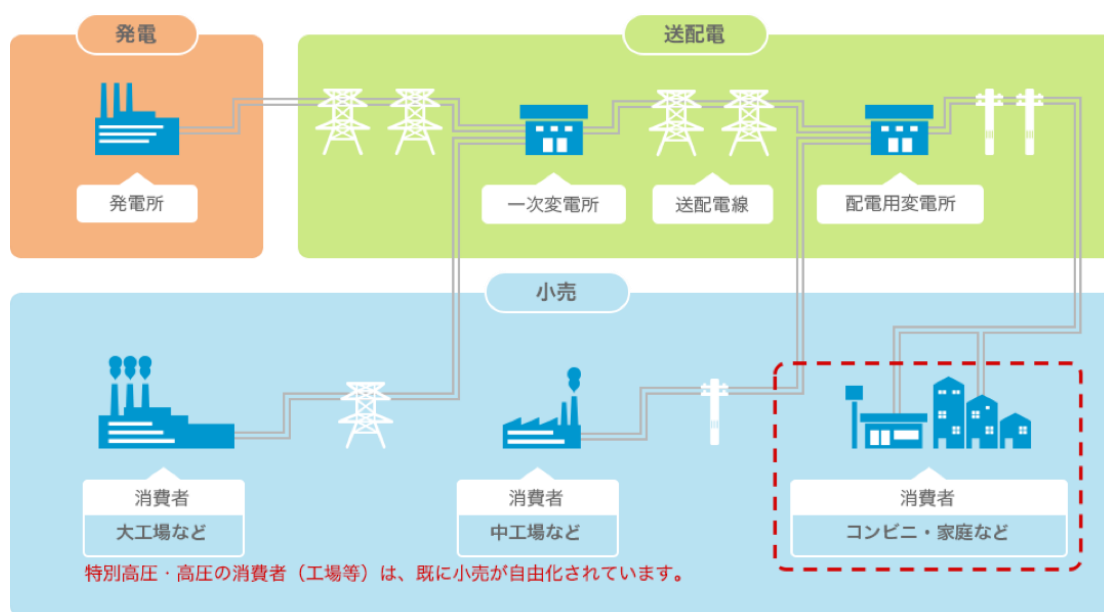 発電
送配電
発電所
一次変電所
送配電線
配電用変電所
小売
消費者
大工場など
消費者
中工場など
消費者
コンビニ・家庭など
特別高圧・高圧の消費者（工場等）は、既に小売が自由化されています。